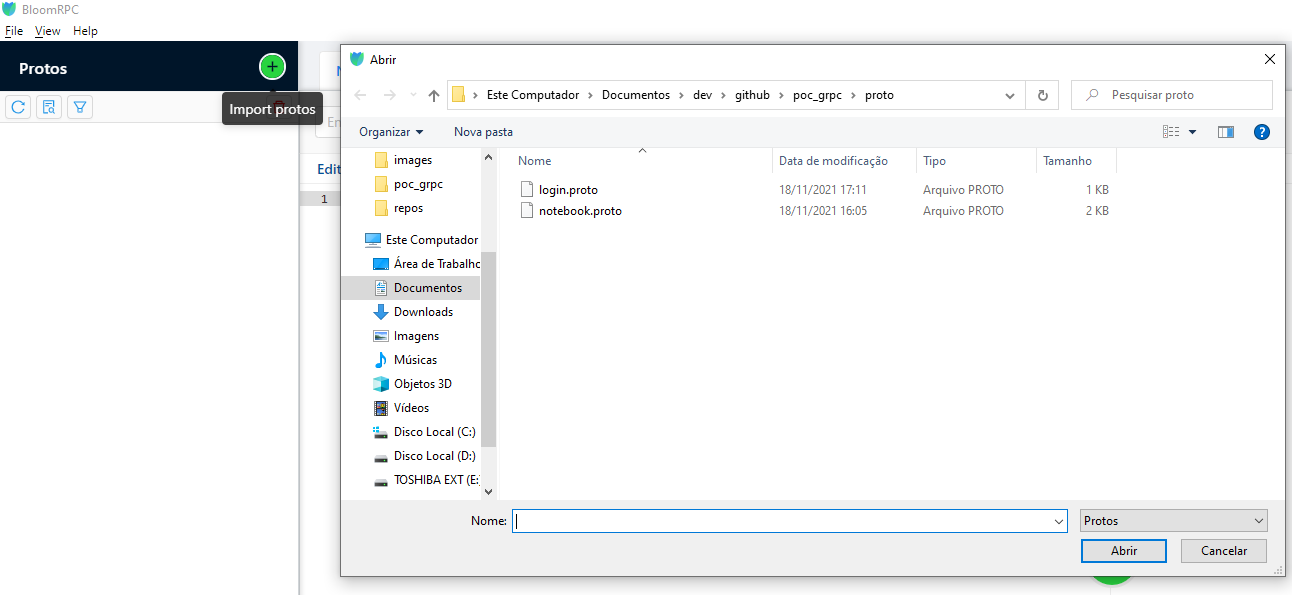 BloomRPC
File View Help
Protos
Import protos
Edit
1
Abrir
Este Computador > Documentos > dev > github > poc_grpc > proto
Pesquisar proto
Organizar
Nova pasta
images
poc_grpc
repos
Este Computador
Área de Trabalho
Documentos
Downloads
Imagens
Músicas
Objetos 3D
Vídeos
Disco Local (C:)
Disco Local (D:)
TOSHIBA EXT (E:
Nome Data de modificação Tipo Tamanho
login.proto 18/11/2021 17:11 Arquivo PROTO 1 KB
notebook.proto 18/11/2021 16:05 Arquivo PROTO 2 KB
Nome:
Protos
Abrir
Cancelar